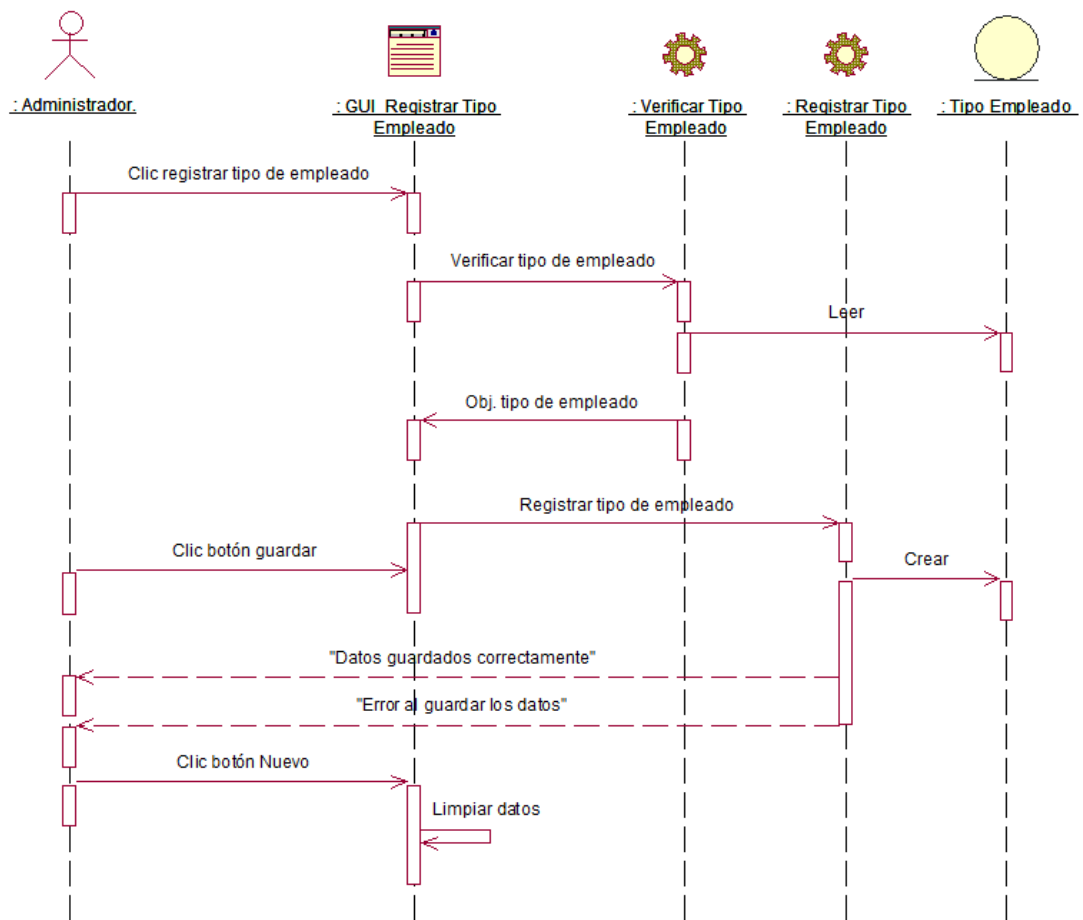 : Administrador.
: GUI_Registrar Tipo
Empleado
: Verificar Tipo
Empleado
: Registrar Tipo
Empleado
: Tipo Empleado
Clic registrar tipo de empleado
Verificar tipo de empleado
Leer
Obj. tipo de empleado
Registrar tipo de empleado
Clic botón guardar
Crear
"Datos guardados correctamente"
"Error al guardar los datos"
Clic botón Nuevo
Limpiar datos